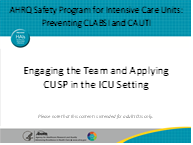 AHRQ Safety Program for Intensive Care Units:
Preventing CLABSI and CAUTI
Engaging the Team and Applying
CUSP in the ICU Setting
Please note that this content is intended for adult ICUs only.
AHRQ